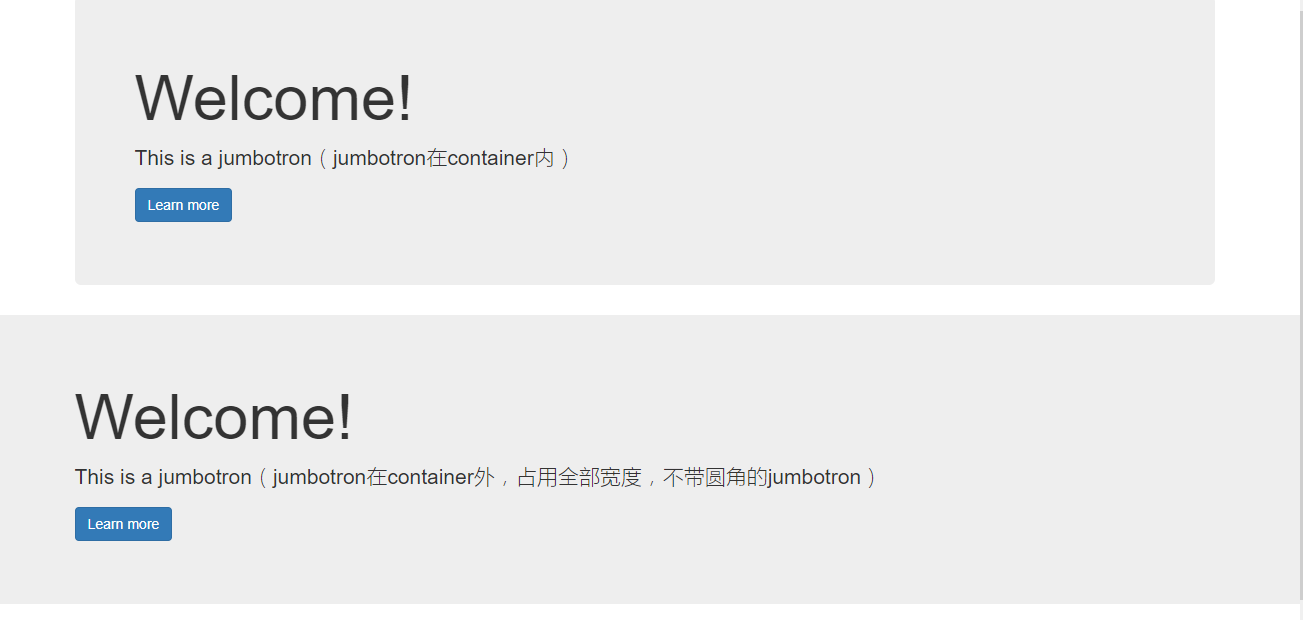 Welcome!
This is a jumbotron（jumbotron在container内）
Learn more
Welcome!
This is a jumbotron（jumbotron在container外，占用全部宽度，不带圆角的jumbotron）
Learn more